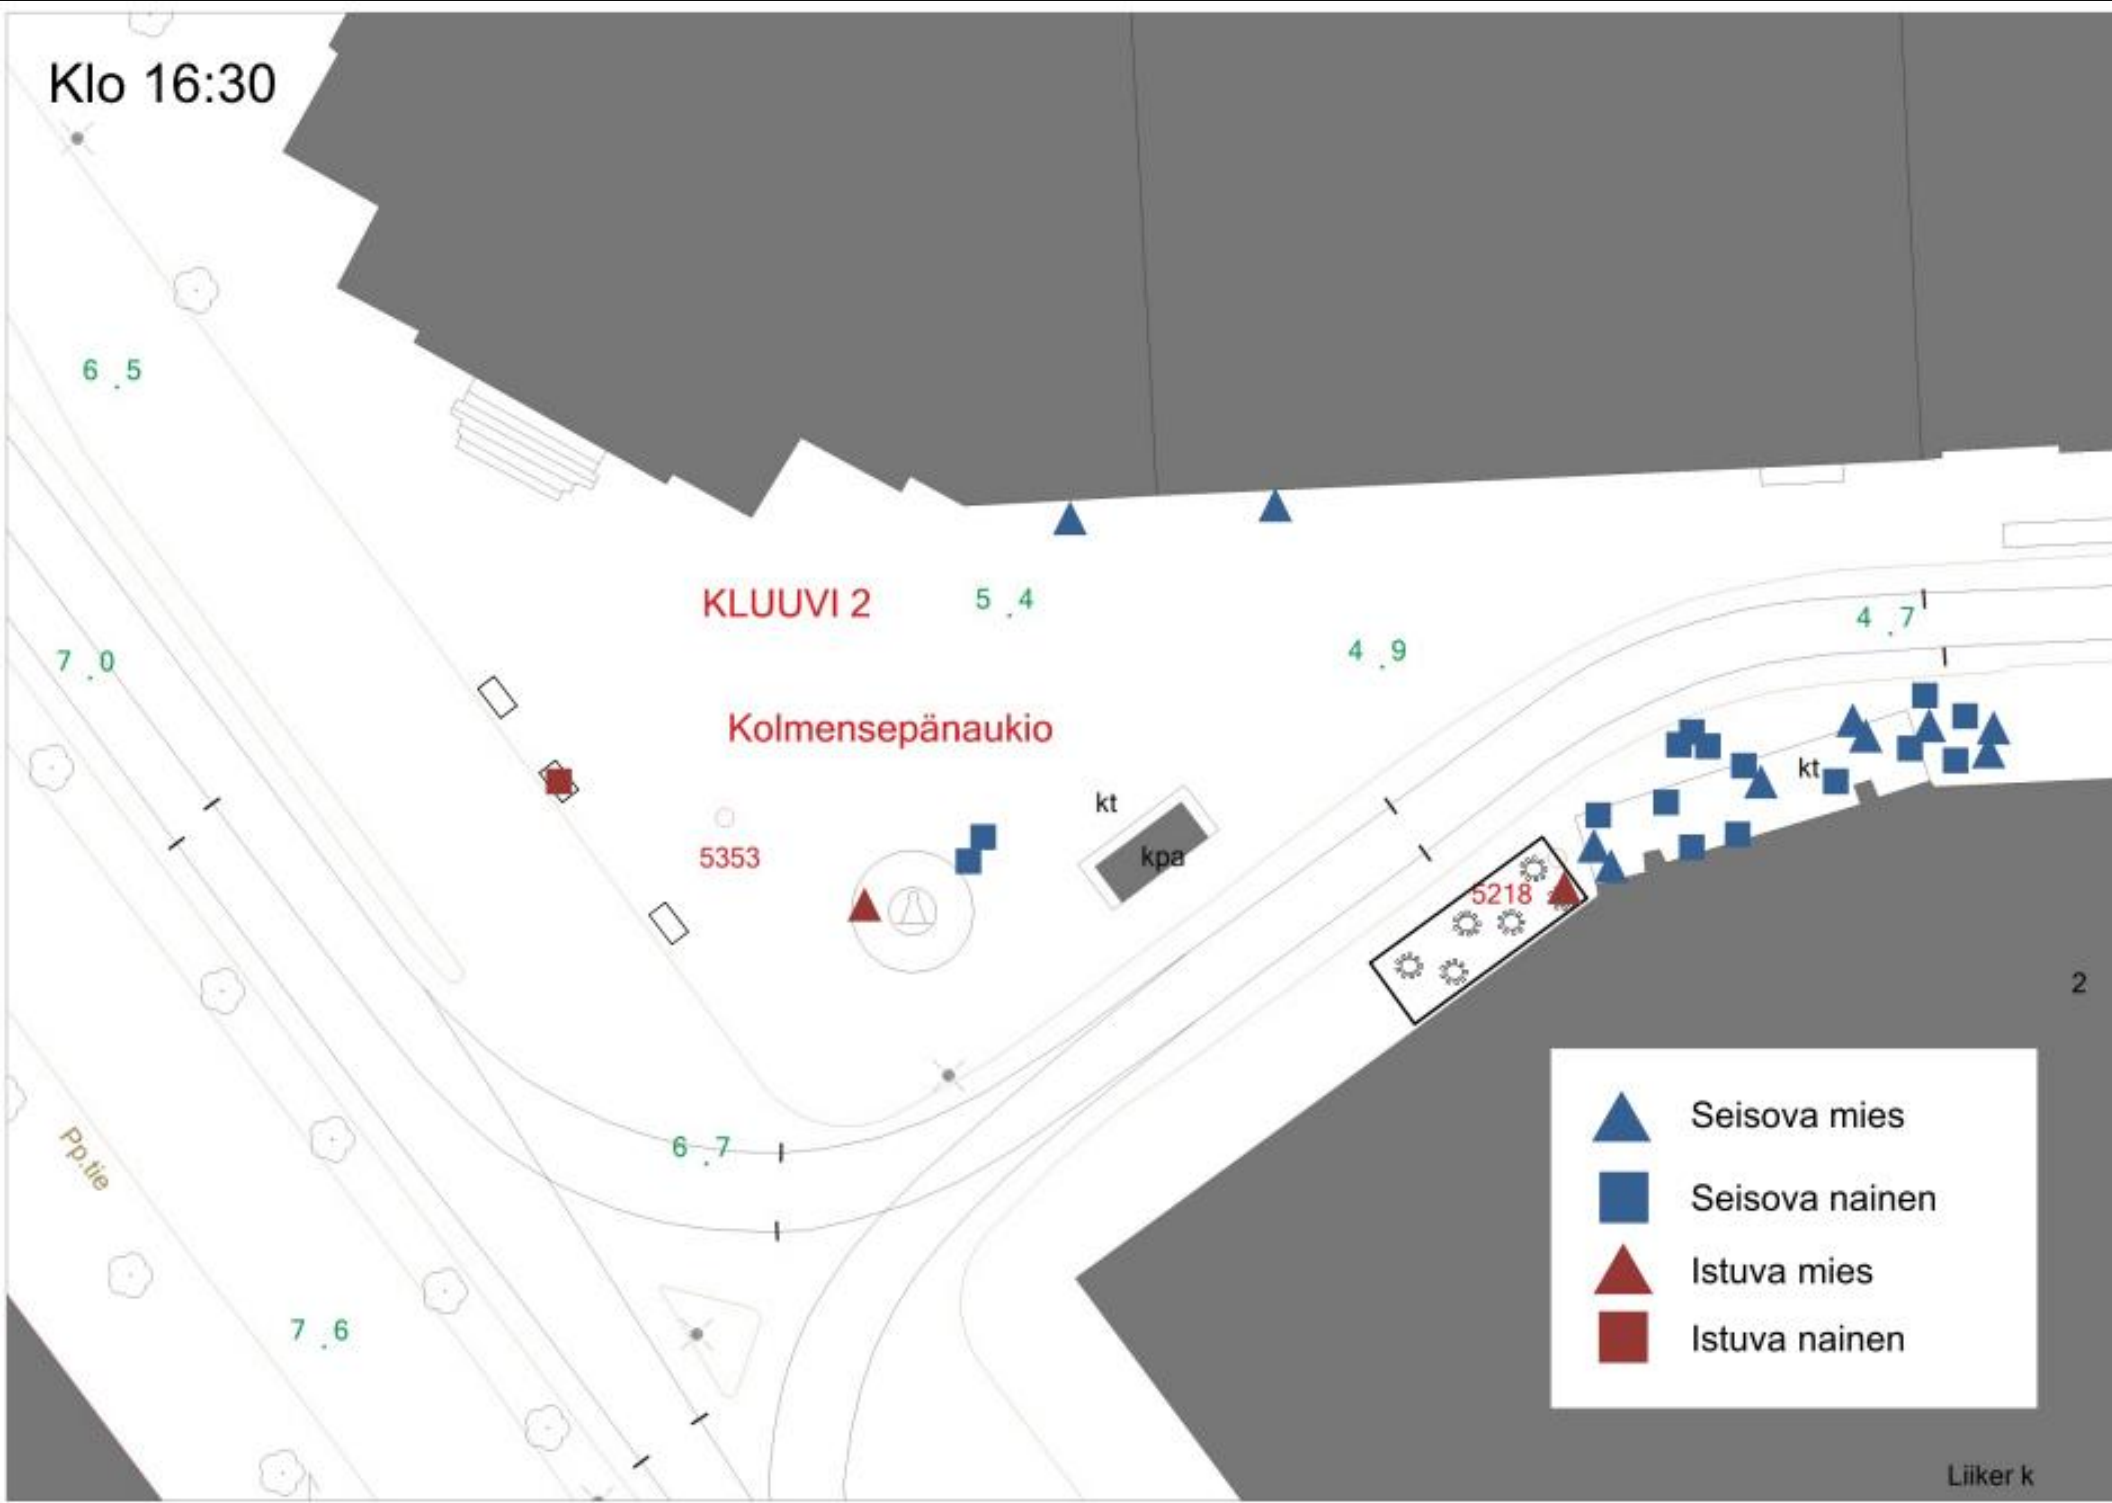 Klo 16:30
6.5
KLUUVI 2
5.4
4.7
4.9
7.0
Kolmensepänaukio
kt
kt
5353
kpa
5218
2
6.7
Pp.tie
7.6
Seisova mies
Seisova nainen
Istuva mies
Istuva nainen
Liiker k